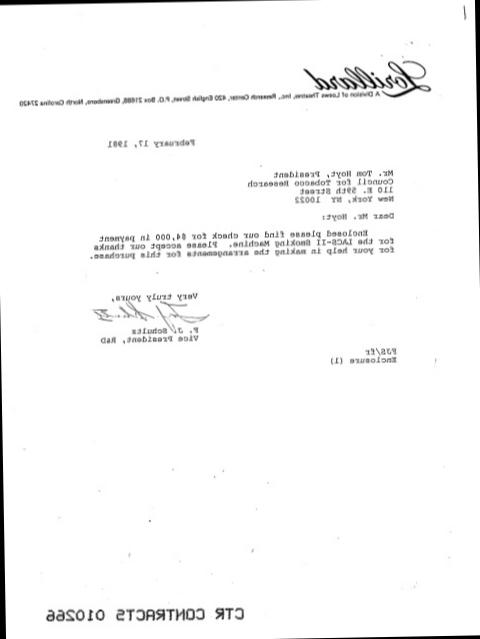 Lorillard
A Division of Loews Theatres, Inc., Research Center, 420 English Street, P.O. Box 21688, Greensboro, North Carolina 27420
February 17, 1981
Mr. Tom Hoyt, President
Council for Tobacco Research
110 E. 59th Street
New York, NY 10022
Dear Mr. Hoyt:
Enclosed please find our check for $4,000 in payment
for the IACS-II Smoking Machine. Please accept our thanks
for your help in making the arrangements for this purchase.
Very truly yours,
F. J. Schultz
Vice President, R&D
FJS/fr
Enclosure (1)
CTR CONTRACTS 010266